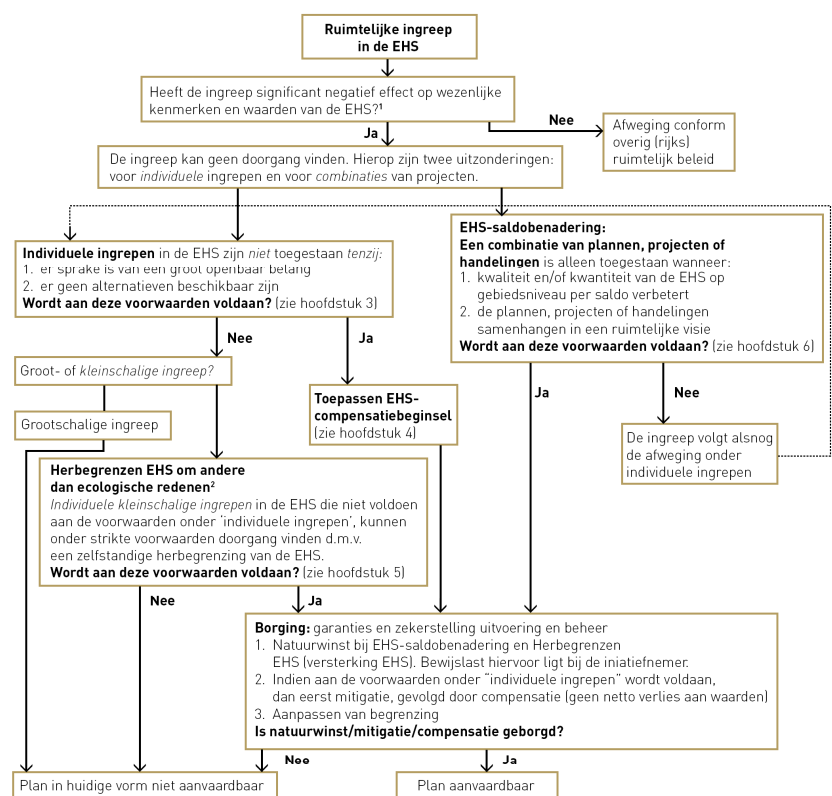 Ruimtelijke ingreep
in de EHS
Heeft de ingreep significant negatief effect op wezenlijke
kenmerken en waarden van de EHS?¹
Nee
Ja
Afweging conform
overig (rijks)
ruimtelijk beleid
De ingreep kan geen doorgang vinden. Hierop zijn twee uitzonderingen:
voor individuele ingrepen en voor combinaties van projecten.
Individuele ingrepen in de EHS zijn niet toegestaan tenzij:
1. er sprake is van een groot openbaar belang
2. er geen alternatieven beschikbaar zijn
Wordt aan deze voorwaarden voldaan? (zie hoofdstuk 3)
EHS-saldobenadering:
Een combinatie van plannen, projecten of
handelingen is alleen toegestaan wanneer:
1. kwaliteit en/of kwantiteit van de EHS op
gebiedsniveau per saldo verbetert
2. de plannen, projecten of handelingen
samenhangen in een ruimtelijke visie
Wordt aan deze voorwaarden voldaan? (zie hoofdstuk 6)
Nee
Ja
Groot- of kleinschalige ingreep?
Ja
Nee
Toepassen EHS-
compensatiebeginsel
(zie hoofdstuk 4)
Grootschalige ingreep
De ingreep volgt alsnog
de afweging onder
individuele ingrepen
Herbegrenzen EHS om andere
dan ecologische redenen²
Individuele kleinschalige ingrepen in de EHS die niet voldoen
aan de voorwaarden onder 'individuele ingrepen', kunnen
onder strikte voorwaarden doorgang vinden d.m.v.
een zelfstandige herbegrenzing van de EHS.
Wordt aan deze voorwaarden voldaan? (zie hoofdstuk 5)
Nee
Ja
Borging: garanties en zekerstelling uitvoering en beheer
1. Natuurwinst bij EHS-saldobenadering en Herbegrenzen
EHS (versterking EHS). Bewijslast hiervoor ligt bij de iniatiefnemer.
2. Indien aan de voorwaarden onder "individuele ingrepen" wordt voldaan,
dan eerst mitigatie, gevolgd door compensatie (geen netto verlies aan waarden)
3. Aanpassen van begrenzing
Is natuurwinst/mitigatie/compensatie geborgd?
Nee
Ja
Plan in huidige vorm niet aanvaardbaar
Plan aanvaardbaar